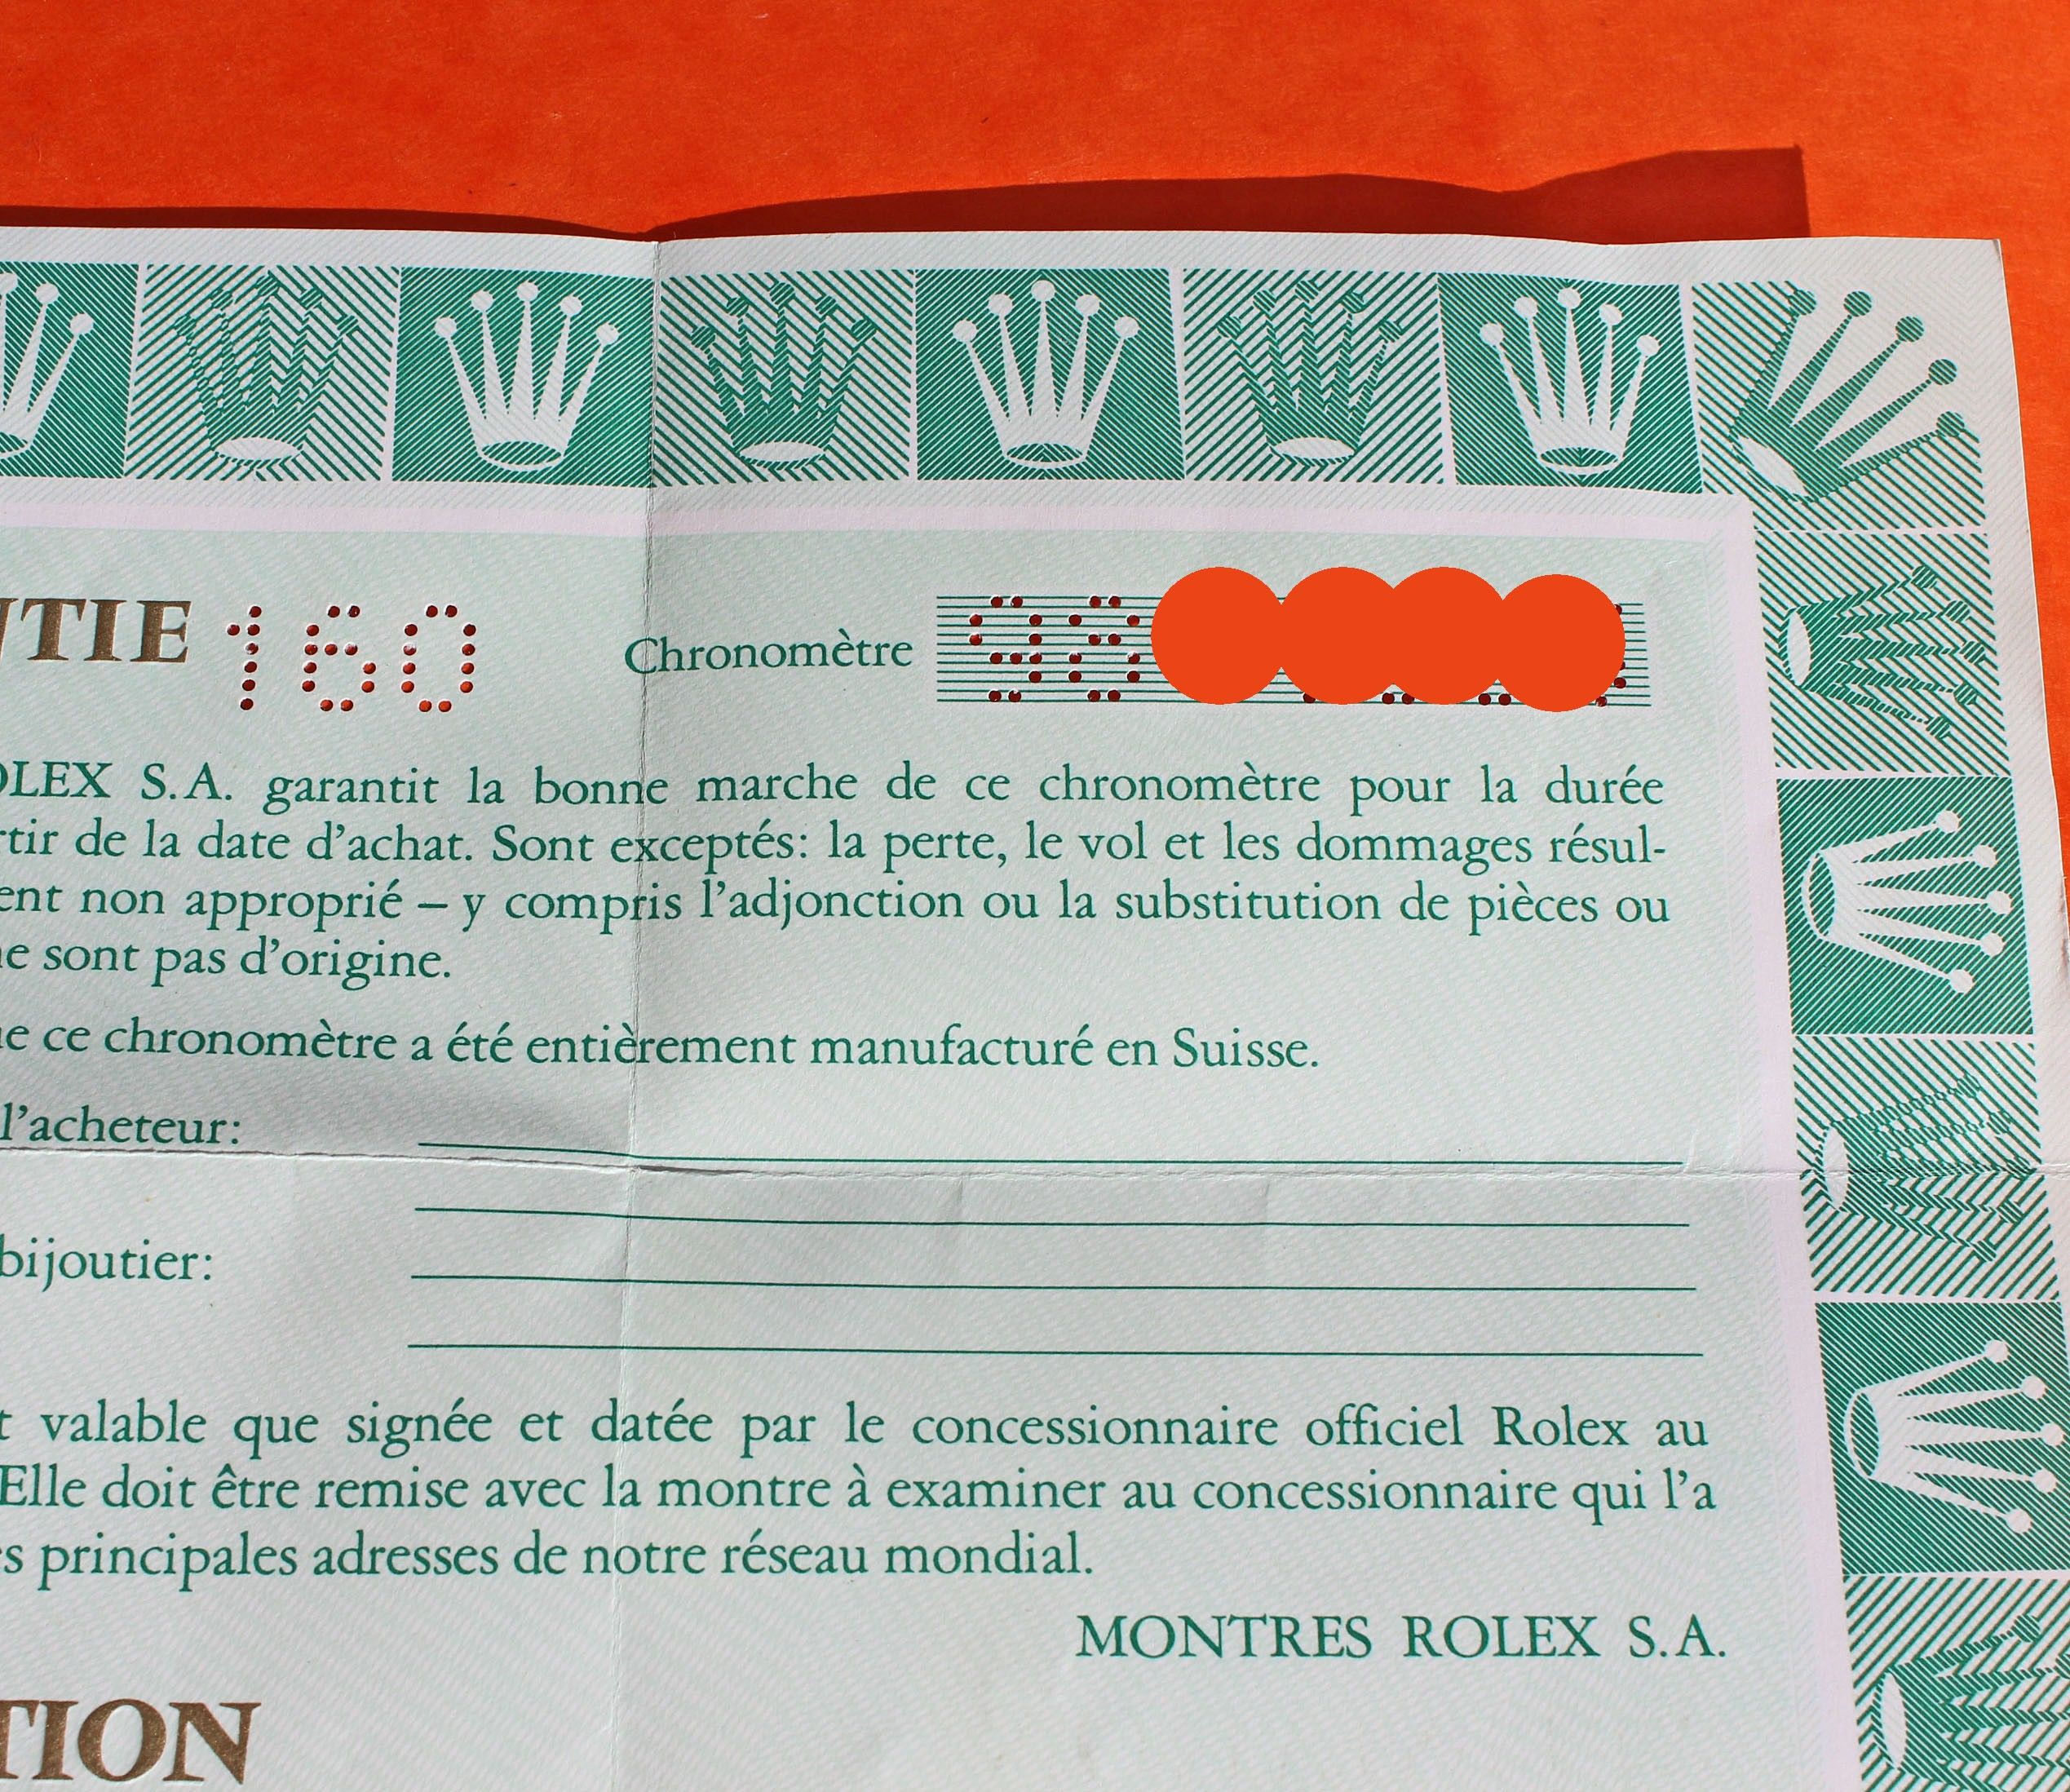 NTIE 160 Chronomètre 98
OLEX S.A. garantit la bonne marche de ce chronomètre pour la durée
rtir de la date d'achat. Sont exceptés: la perte, le vol et les dommages résul-
ent non approprié – y compris l'adjonction ou la substitution de pièces ou
ne sont pas d'origine.
ue ce chronomètre a été entièrement manufacturé en Suisse.
l'acheteur:
bijoutier:
t valable que signée et datée par le concessionnaire officiel Rolex au
Elle doit être remise avec la montre à examiner au concessionnaire qui l'a
es principales adresses de notre réseau mondial.
MONTRES ROLEX S.A.
TION